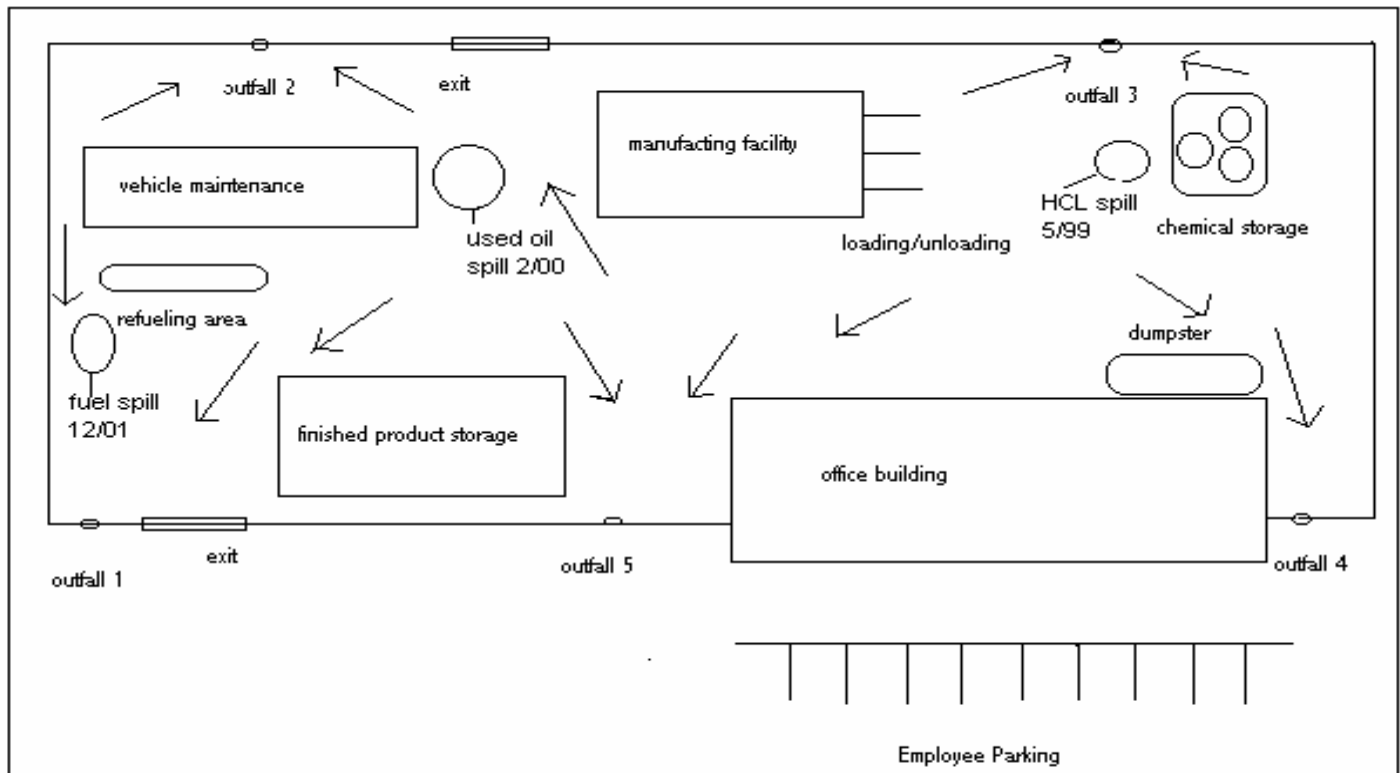 outfall 2
exit
outfall 3
manufacting facility
vehicle maintenance
HCL spill
5/99
chemical storage
used oil
spill 2/00
loading/unloading
refueling area
dumpster
fuel spill
12/01
finished product storage
office building
exit
outfall 1
outfall 5
outfall 4
Employee Parking